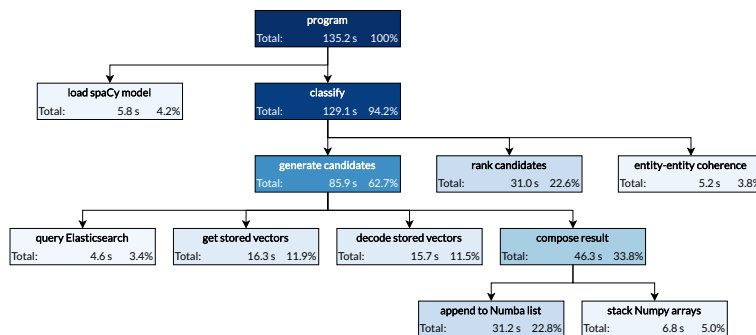 program
Total: 135.2 s 100%
load spaCy model
Total: 5.8 s 4.2%
classify
Total: 129.1 s 94.2%
generate candidates
Total: 85.9 s 62.7%
rank candidates
Total: 31.0 s 22.6%
entity-entity coherence
Total: 5.2 s 3.8%
query Elasticsearch
Total: 4.6 s 3.4%
get stored vectors
Total: 16.3 s 11.9%
decode stored vectors
Total: 15.7 s 11.5%
compose result
Total: 46.3 s 33.8%
append to Numba list
Total: 31.2 s 22.8%
stack Numpy arrays
Total: 6.8 s 5.0%